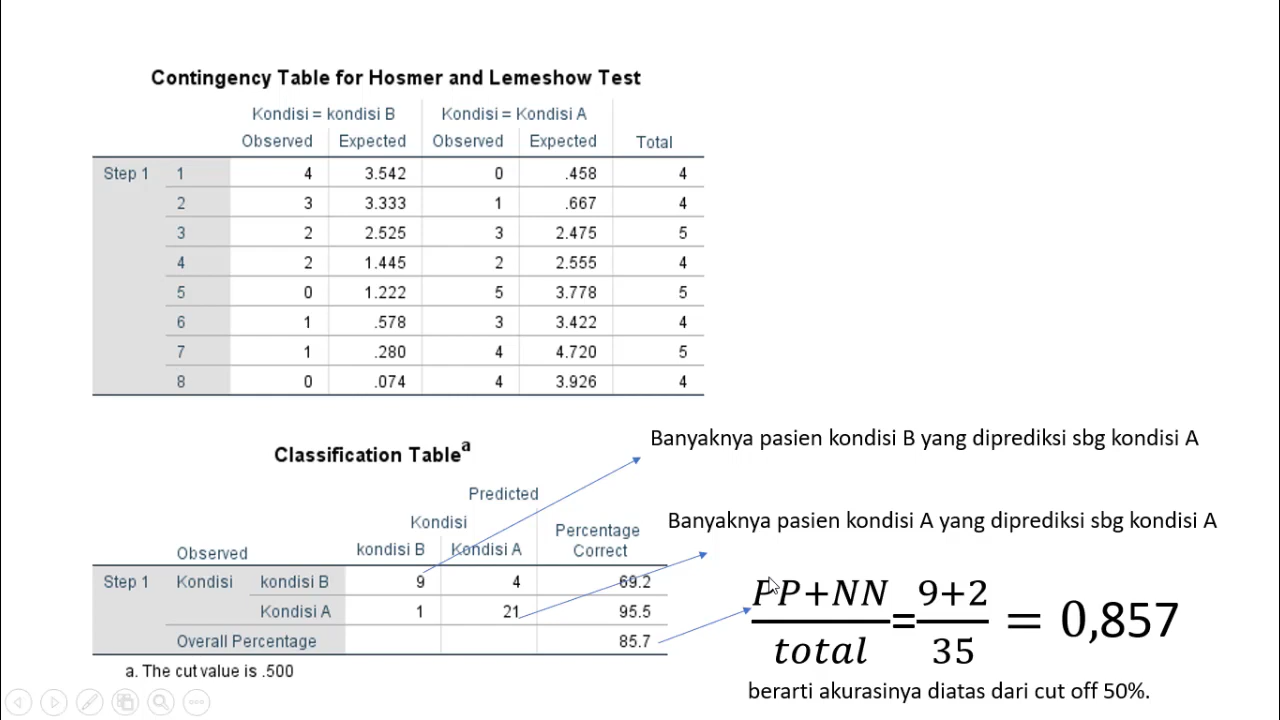 Contingency Table for Hosmer and Lemeshow Test
Kondisi = kondisi B Kondisi = Kondisi A
Observed Expected Observed Expected Total
Step 1 1 4 3.542 0 .458 4
2 3 3.333 1 .667 4
3 2 2.525 3 2.475 5
4 2 1.445 2 2.555 4
5 0 1.222 5 3.778 5
6 1 .578 3 3.422 4
7 1 .280 4 4.720 5
8 0 .074 4 3.926 4
Classification Table a
Predicted
Kondisi Percentage
Observed kondisi B Kondisi A Correct
Step 1 Kondisi kondisi B 9 4 69.2
Kondisi A 1 21 95.5
Overall Percentage 85.7
a. The cut value is .500
Banyaknya pasien kondisi B yang diprediksi sbg kondisi A
Banyaknya pasien kondisi A yang diprediksi sbg kondisi A
PP+NN/total = 9+2/35 = 0,857
berarti akurasinya diatas dari cut off 50%.